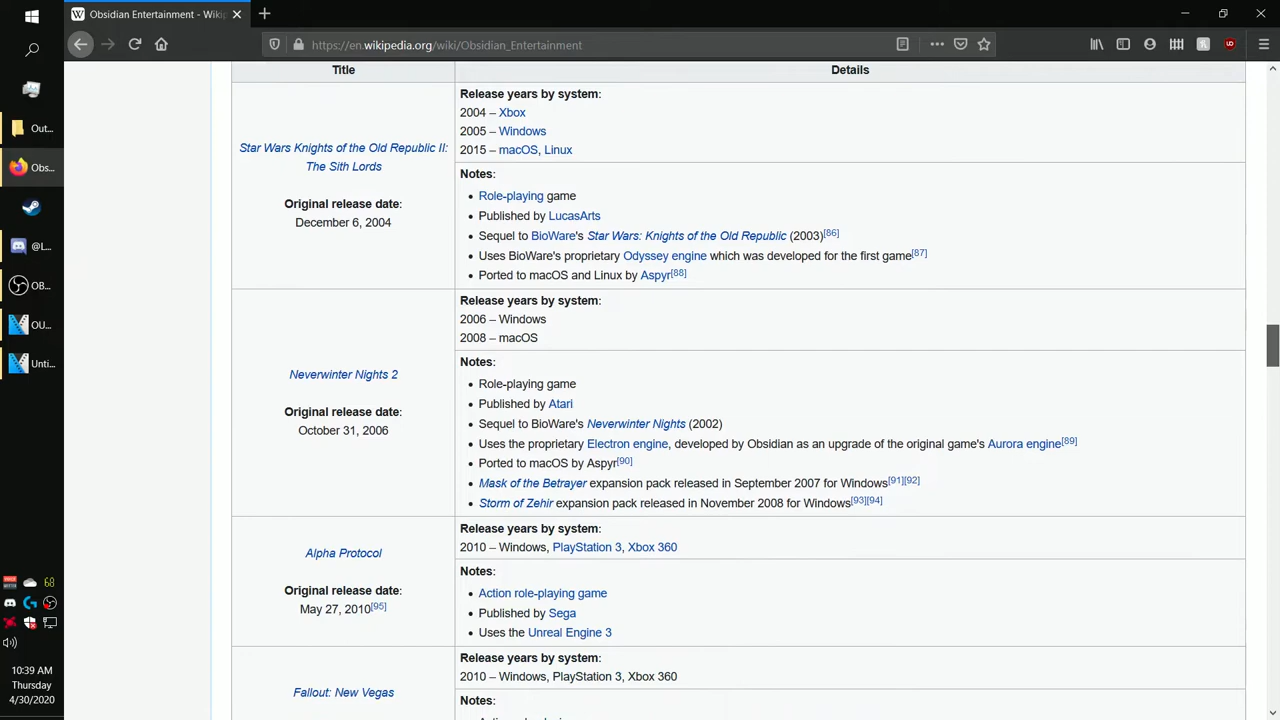 Obsidian Entertainment - Wikip
https://en.wikipedia.org/wiki/Obsidian_Entertainment
Out...
Obs...
@L...
OB...
OU...
Unti...
68
10:39 AM
Thursday
4/30/2020
Title
Details
Star Wars Knights of the Old Republic II:
The Sith Lords
Original release date:
December 6, 2004
Release years by system:
2004 – Xbox
2005 – Windows
2015 – macOS, Linux
Notes:
• Role-playing game
• Published by LucasArts
• Sequel to BioWare's Star Wars: Knights of the Old Republic (2003)[86]
• Uses BioWare's proprietary Odyssey engine which was developed for the first game[87]
• Ported to macOS and Linux by Aspyr[88]
Neverwinter Nights 2
Original release date:
October 31, 2006
Release years by system:
2006 – Windows
2008 – macOS
Notes:
• Role-playing game
• Published by Atari
• Sequel to BioWare's Neverwinter Nights (2002)
• Uses the proprietary Electron engine, developed by Obsidian as an upgrade of the original game's Aurora engine[89]
• Ported to macOS by Aspyr[90]
• Mask of the Betrayer expansion pack released in September 2007 for Windows[91][92]
• Storm of Zehir expansion pack released in November 2008 for Windows[93][94]
Alpha Protocol
Original release date:
May 27, 2010[95]
Release years by system:
2010 – Windows, PlayStation 3, Xbox 360
Notes:
• Action role-playing game
• Published by Sega
• Uses the Unreal Engine 3
Fallout: New Vegas
Release years by system:
2010 – Windows, PlayStation 3, Xbox 360
Notes: